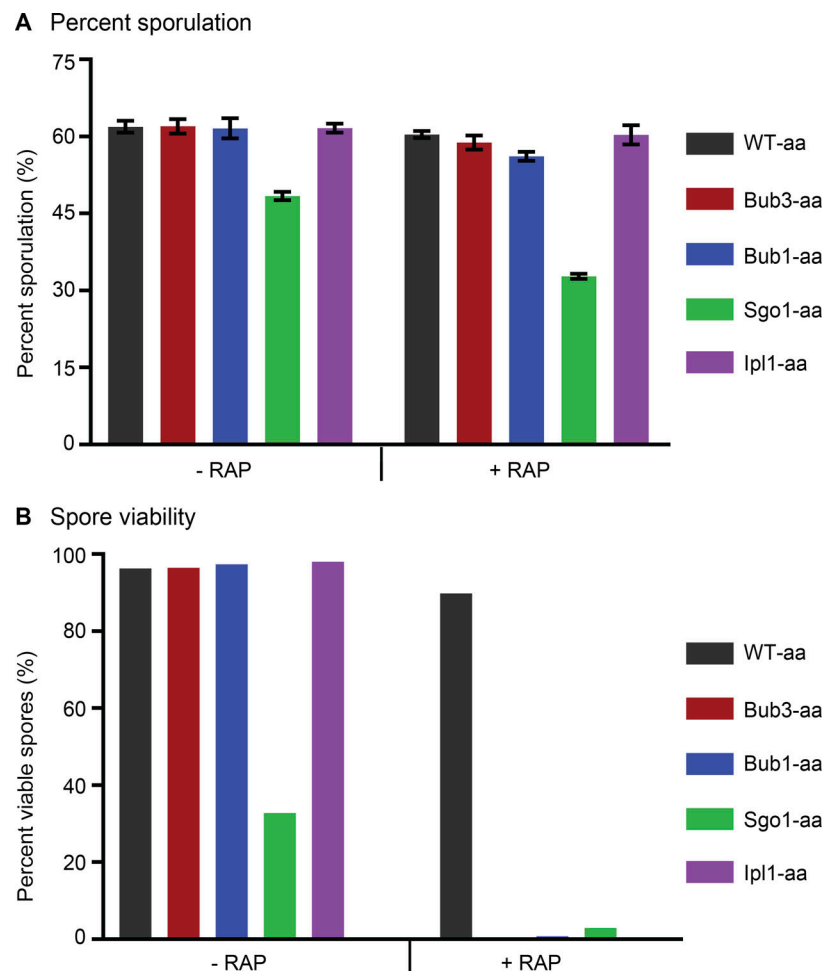 A Percent sporulation
Percent sporulation (%)
75
60
45
30
15
0
- RAP
+ RAP
WT-aa
Bub3-aa
Bub1-aa
Sgo1-aa
Ipl1-aa
B Spore viability
Percent viable spores (%)
100
80
60
40
20
0
- RAP
+ RAP
WT-aa
Bub3-aa
Bub1-aa
Sgo1-aa
Ipl1-aa